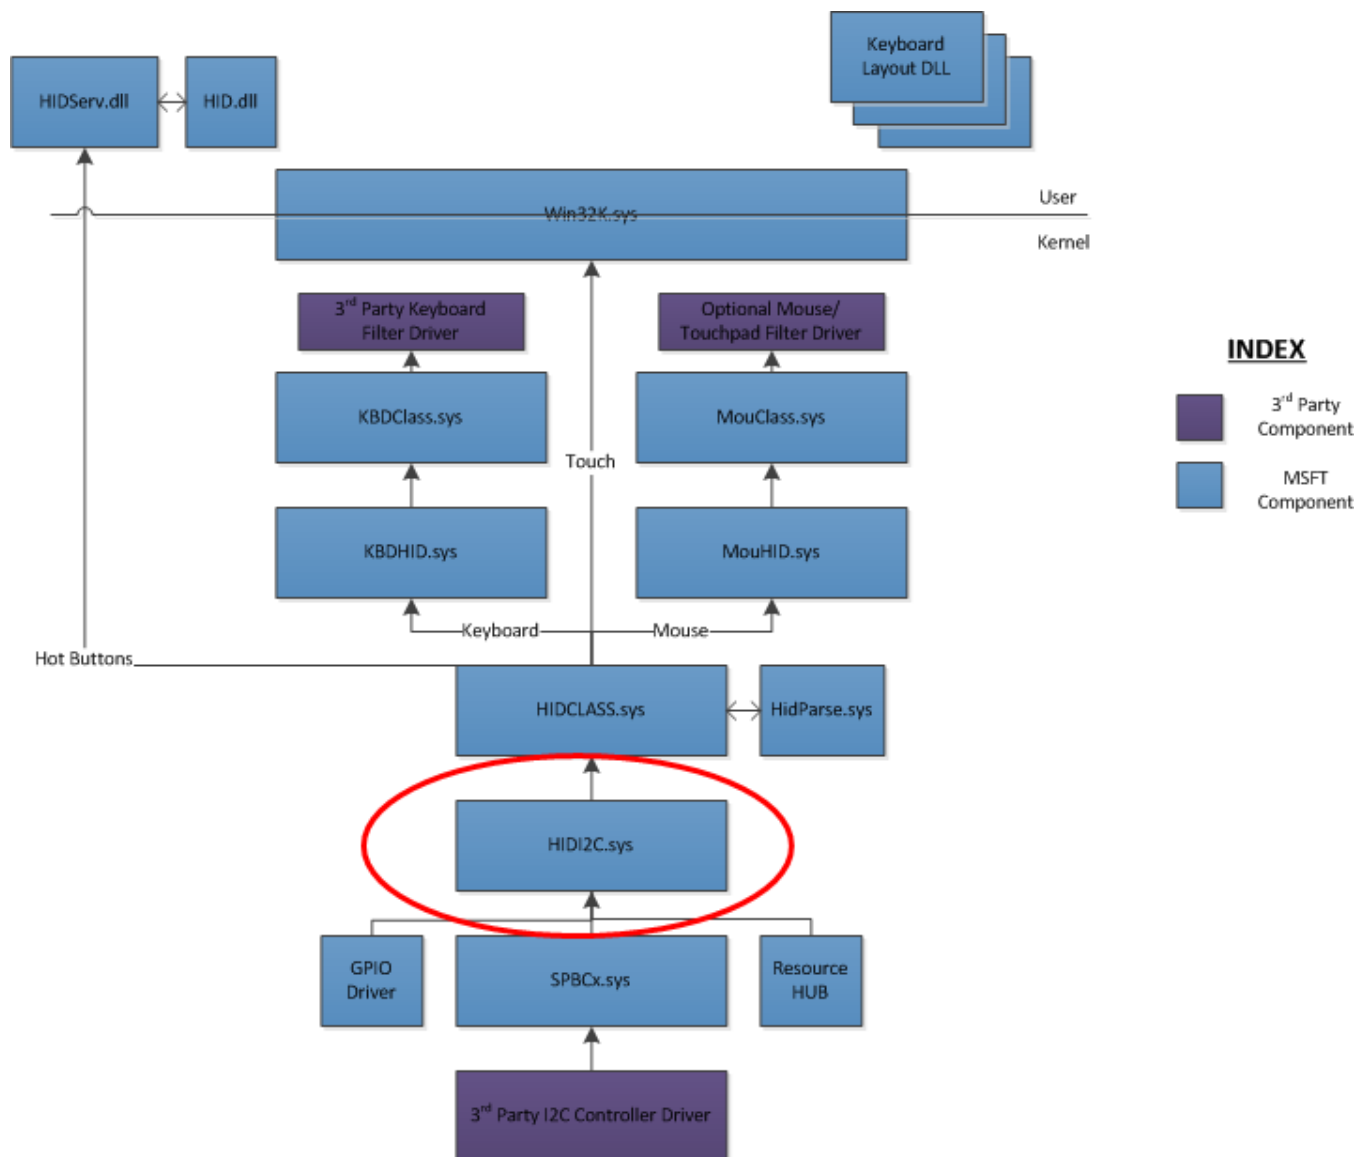 Keyboard
Layout DLL
HIDServ.dll
HID.dll
User
Win32K.sys
Kernel
3rd Party Keyboard
Filter Driver
Optional Mouse/
Touchpad Filter Driver
INDEX
3rd Party
Component
MSFT
Component
KBDClass.sys
MouClass.sys
Touch
KBDHID.sys
MouHID.sys
Keyboard
Mouse
Hot Buttons
HIDCLASS.sys
HidParse.sys
HIDI2C.sys
GPIO
Driver
SPBCx.sys
Resource
HUB
3rd Party I2C Controller Driver